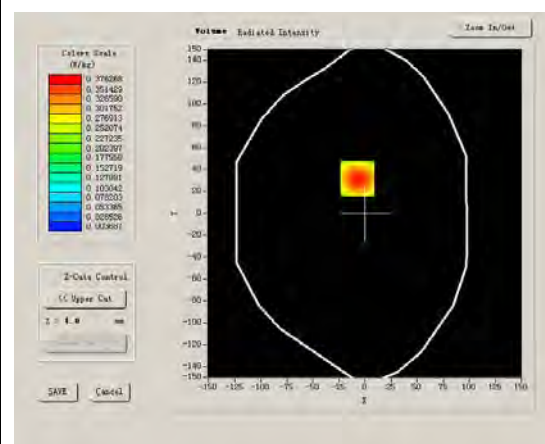 Volume Radiated Intensity
Zoom In/Out
Colors Scale
(W/kg)
0.376268
0.351429
0.326590
0.301752
0.276913
0.252074
0.227235
0.202397
0.177558
0.152719
0.127881
0.103042
0.078203
0.053365
0.028526
Z-Cuts Control
<< Upper Cut
mm
SAVE
Cancel
150
140
120
100
80
60
40
20
0
-20
-40
-60
-80
-100
-120
-140
-150
Y
-150 -125 -100 -75 -50 -25 0 25 50 75 100 125 150
X